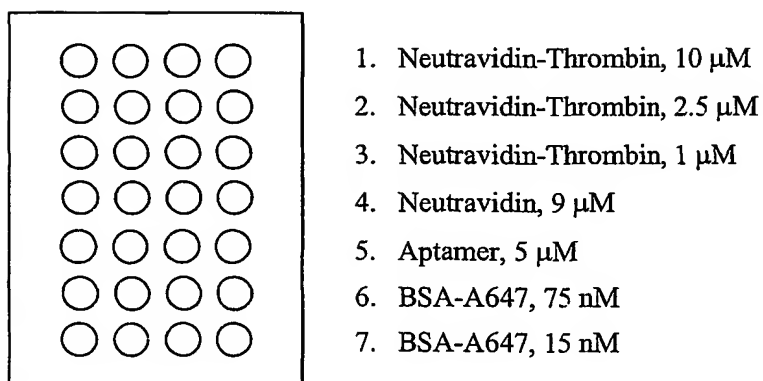 1. Neutravidin-Thrombin, 10 μM
2. Neutravidin-Thrombin, 2.5 μM
3. Neutravidin-Thrombin, 1 μM
4. Neutravidin, 9 μM
5. Aptamer, 5 μM
6. BSA-A647, 75 nM
7. BSA-A647, 15 nM